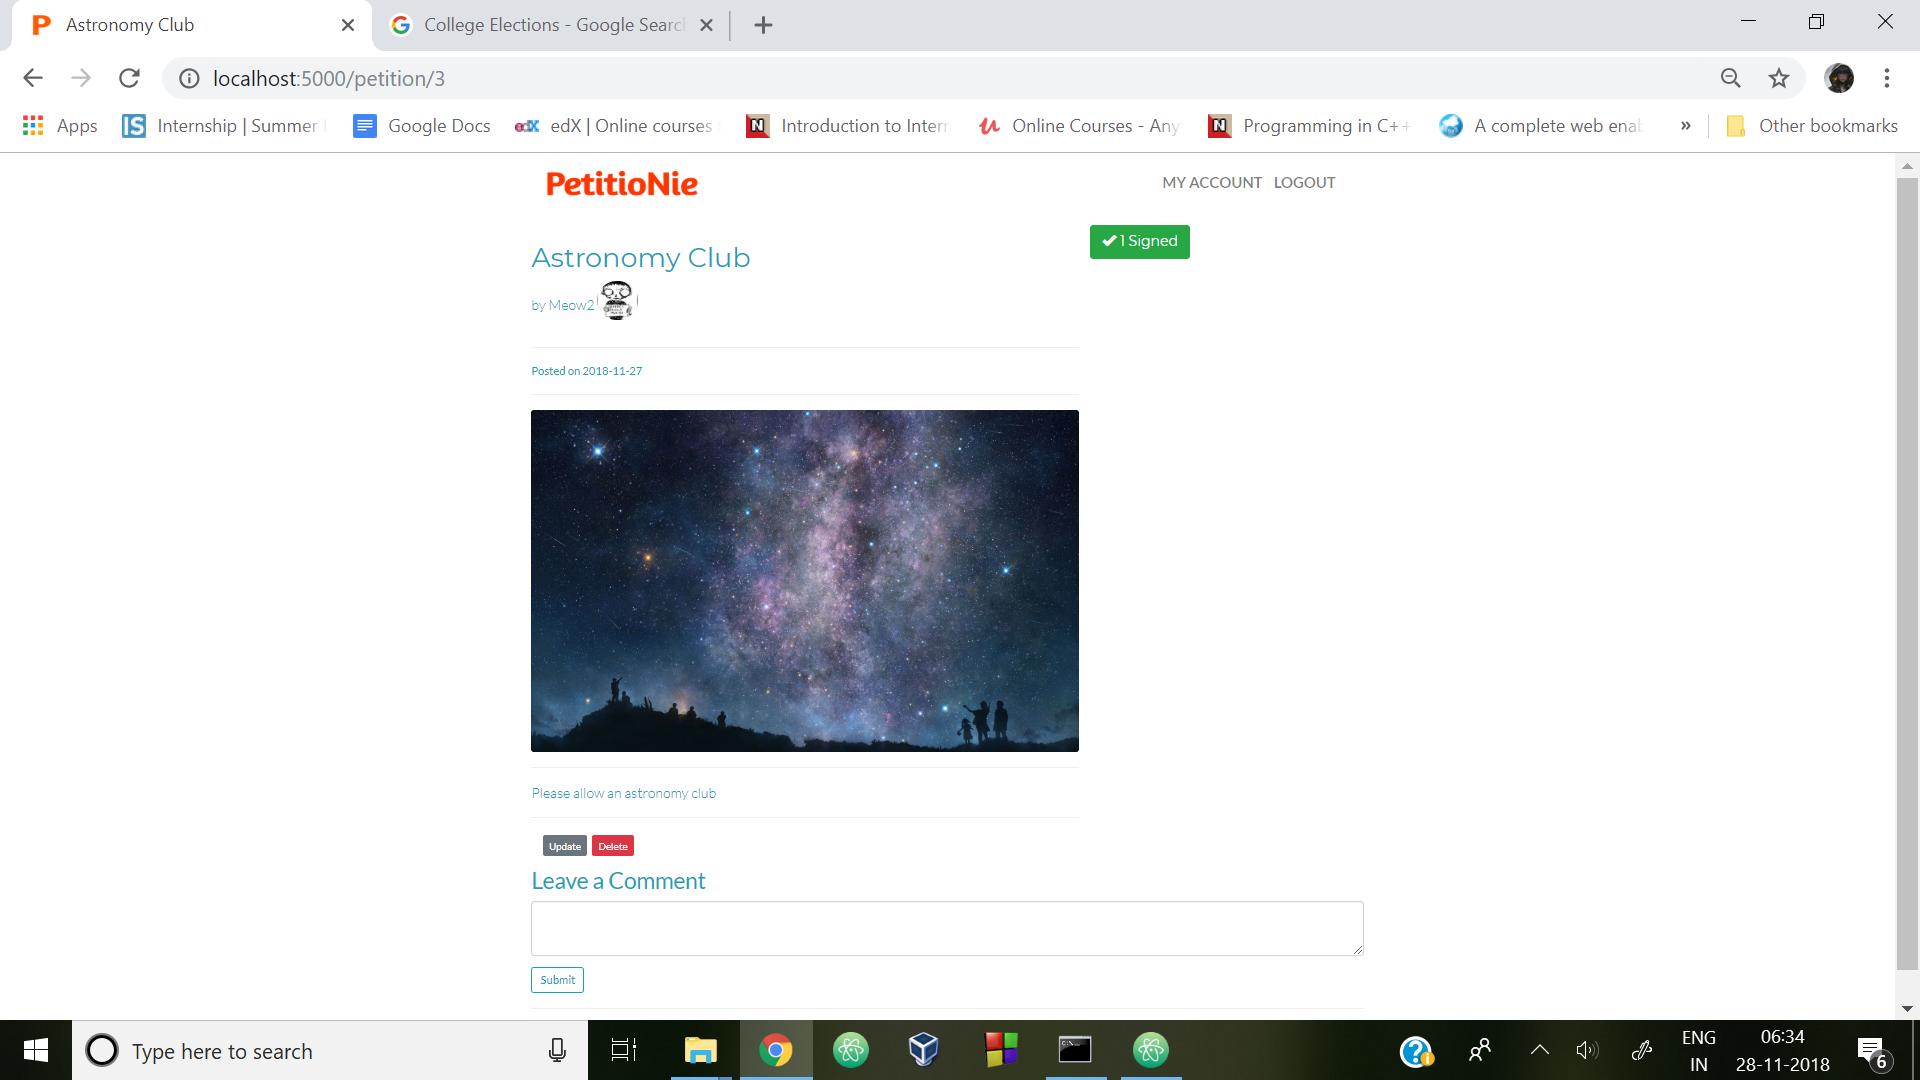 Astronomy Club
College Elections - Google Searc
localhost:5000/petition/3
Apps
Internship | Summer
Google Docs
edX | Online courses
Introduction to Intern
Online Courses - Any
Programming in C++
A complete web enab
»
Other bookmarks
PetitioNie
MY ACCOUNT LOGOUT
1 Signed
Astronomy Club
by Meow2
Posted on 2018-11-27
Please allow an astronomy club
Update Delete
Leave a Comment
Submit
Type here to search
ENG
IN
06:34
28-11-2018
6